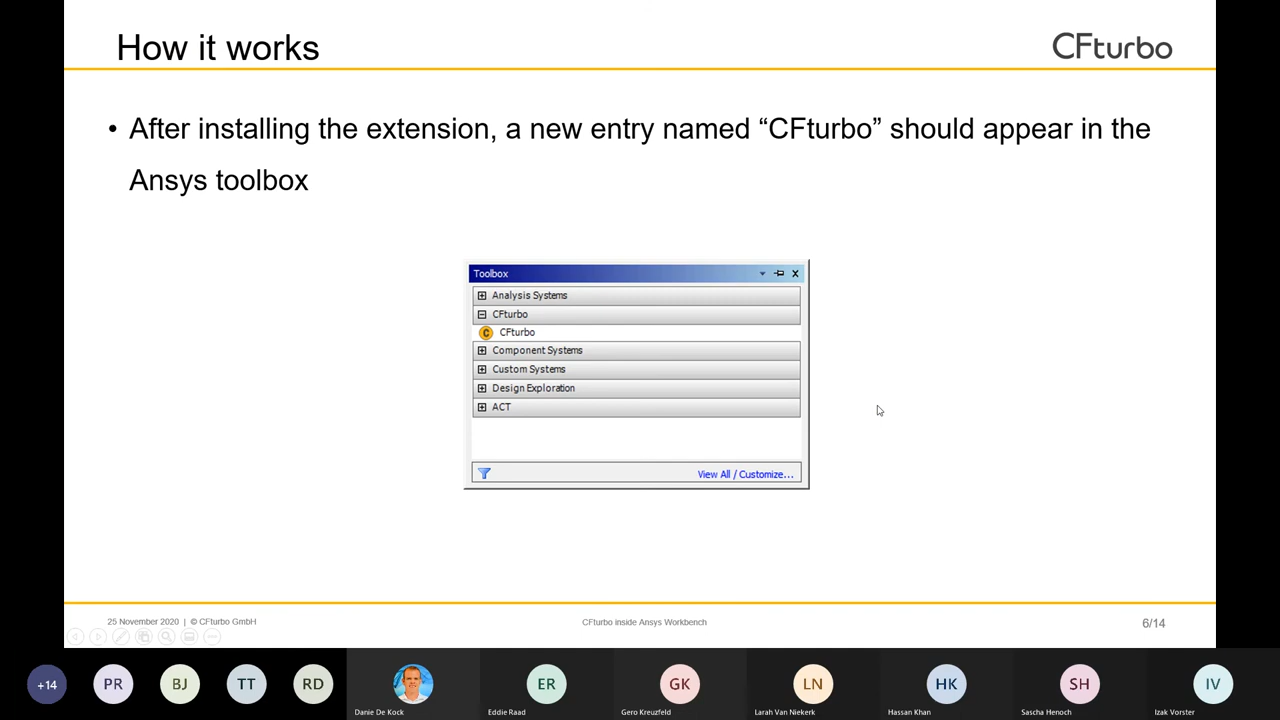 How it works
CFturbo
• After installing the extension, a new entry named “CFturbo” should appear in the
Ansys toolbox
Toolbox
Analysis Systems
CFturbo
C CFturbo
Component Systems
Custom Systems
Design Exploration
ACT
View All / Customize...
25 November 2020 | © CFturbo GmbH
CFturbo inside Ansys Workbench
6/14
+14
PR
BJ
TT
RD
ER
GK
LN
HK
SH
IV
Danie De Kock
Eddie Raad
Gero Kreuzfeld
Larah Van Niekerk
Hassan Khan
Sascha Henoch
Izak Vorster